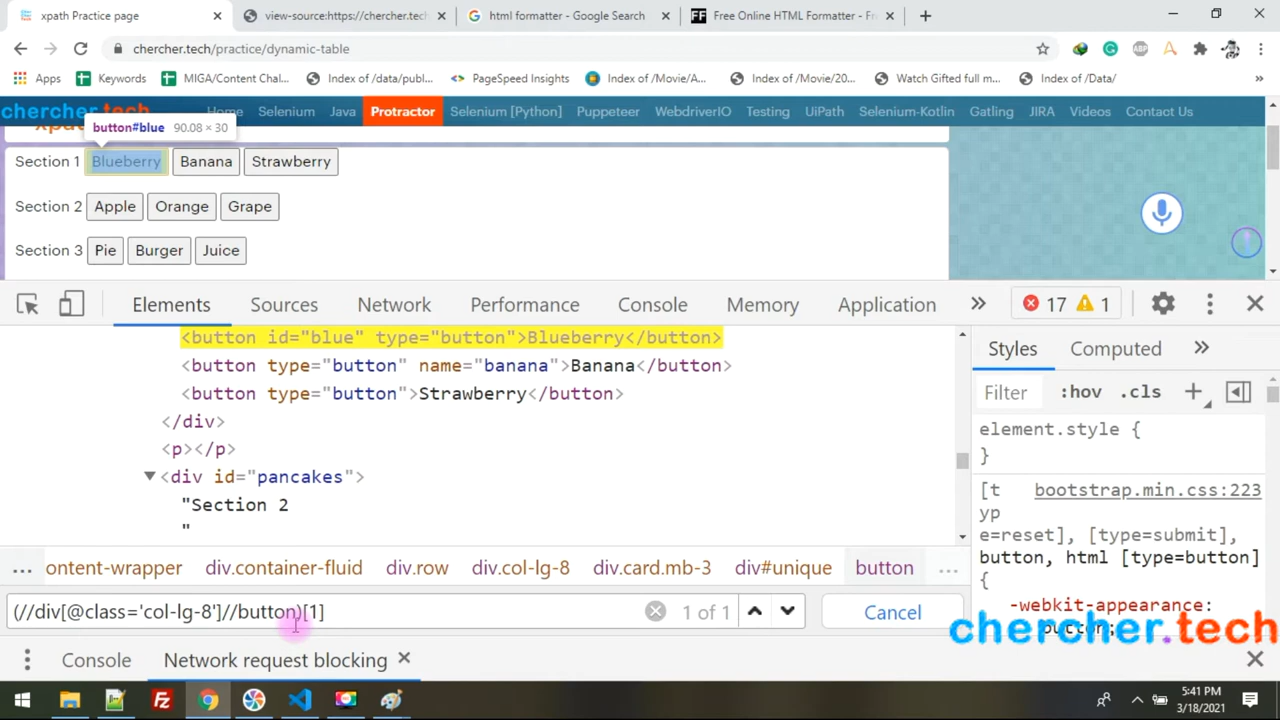 xpath Practice page
view-source:https://chercher.tech
html formatter - Google Search
FF Free Online HTML Formatter - Fr
chercher.tech/practice/dynamic-table
ABP
Apps Keywords MIGA/Content Chal... Index of /data/publ... PageSpeed Insights Index of /Movie/A... Index of /Movie/20... Watch Gifted full m... Index of /Data/ »
chercher.tech Home Selenium Java Protractor Selenium [Python] Puppeteer WebdriverIO Testing UiPath Selenium-Kotlin Gatling JIRA Videos Contact Us
button#blue 90.08 × 30
Section 1 Blueberry Banana Strawberry
Section 2 Apple Orange Grape
Section 3 Pie Burger Juice
Elements Sources Network Performance Console Memory Application » 17 1
<button id="blue" type="button">Blueberry</button>
<button type="button" name="banana">Banana</button>
<button type="button">Strawberry</button>
</div>
<p></p>
<div id="pancakes">
"Section 2
"
Styles Computed »
Filter :hov .cls +
element.style {
}
[t bootstrap.min.css:223
yp
e=reset], [type=submit],
button, html [type=button]
{
-webkit-appearance:
button;
... ontent-wrapper div.container-fluid div.row div.col-lg-8 div.card.mb-3 div#unique button ...
(//div[@class='col-lg-8']//button)[1] 1 of 1 Cancel
chercher.tech
Console Network request blocking
5:41 PM
3/18/2021